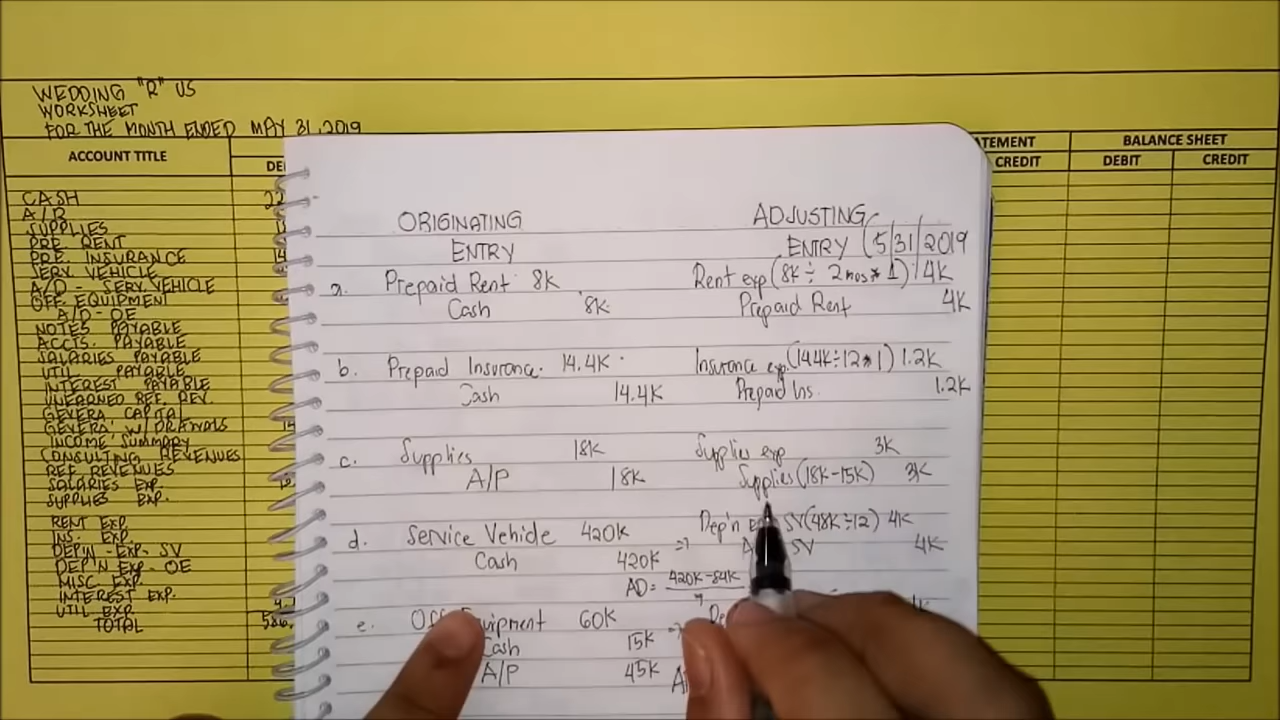 WEDDING "R" US
WORKSHEET
FOR THE MONTH ENDED MAY 31, 2019
ACCOUNT TITLE
CASH
A/R
SUPPLIES
PRE. RENT
PRE. INSURANCE
SERV. VEHICLE
A/D - SERV. VEHICLE
OFF. EQUIPMENT
A/D - OE
NOTES PAYABLE
ACCTS. PAYABLE
SALARIES PAYABLE
UTIL. PAYABLE
INTEREST PAYABLE
UNEARNED REF. REV.
GEVERA, CAPITAL
GEVERA, W/DRAWALS
INCOME SUMMARY
CONSULTING REVENUES
REF. REVENUES
SALARIES EXP.
SUPPLIES EXP.
RENT EXP.
INS. EXP.
DEP'N - EXP - SV
DEP'N EXP - OE
MISC. EXP.
INTEREST EXP.
UTIL EXP.
TOTAL
ORIGINATING
ENTRY
a. Prepaid Rent 8K
Cash 8K
b. Prepaid Insurance. 14.4K
Cash 14.4K
c. Supplies 18K
A/P 18K
d. Service Vehicle 420K
Cash 420K
AD = 420K-84K
e. 60K
Cash 15K
A/P 45K
ADJUSTING
ENTRY (5/31/2019
Rent exp (8K ÷ 2mos * 1) 4K
Prepaid Rent 4K
Insurance exp. (14.4K÷12*1) 1.2K
Prepaid Ins. 1.2K
Supplies exp 3K
Supplies (18K-15K) 3K
Dep'n SV (48K÷12) 4K
SV 4K
CREDIT
BALANCE SHEET
DEBIT CREDIT